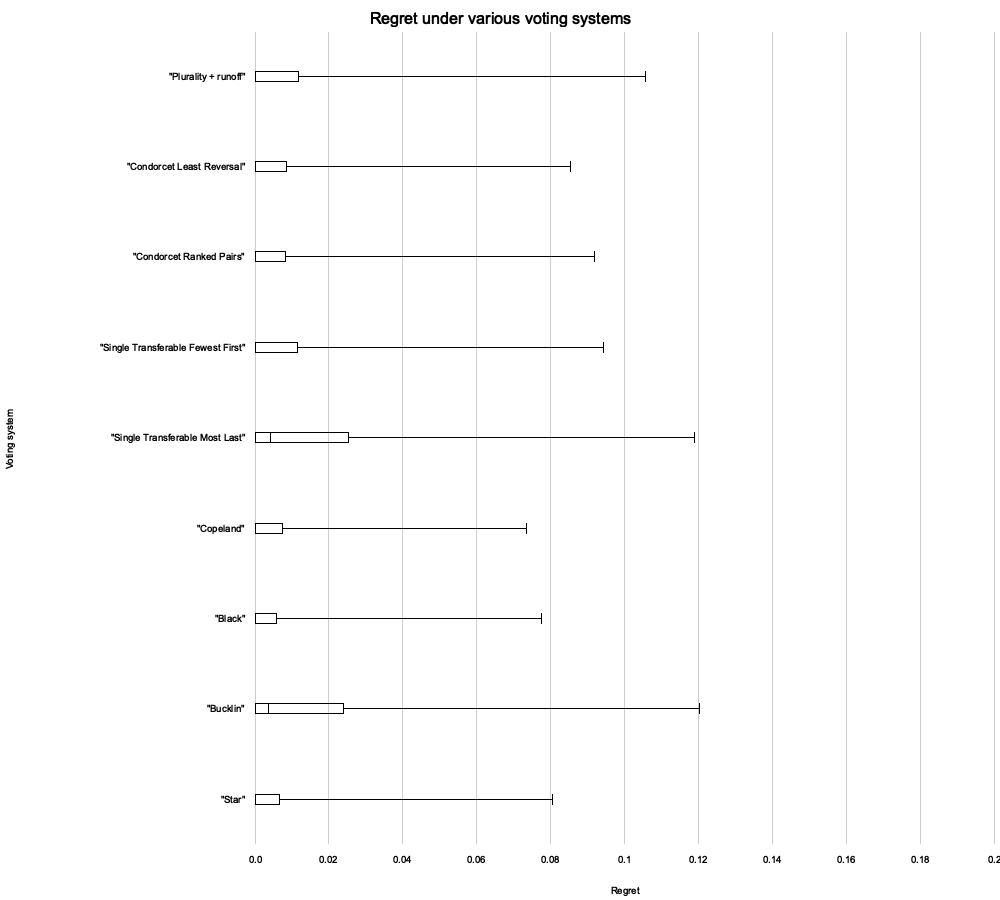 Regret under various voting systems
"Plurality + runoff"
"Condorcet Least Reversal"
"Condorcet Ranked Pairs"
"Single Transferable Fewest First"
"Single Transferable Most Last"
"Copeland"
"Black"
"Bucklin"
"Star"
Voting system
0.0 0.02 0.04 0.06 0.08 0.1 0.12 0.14 0.16 0.18 0.2
Regret